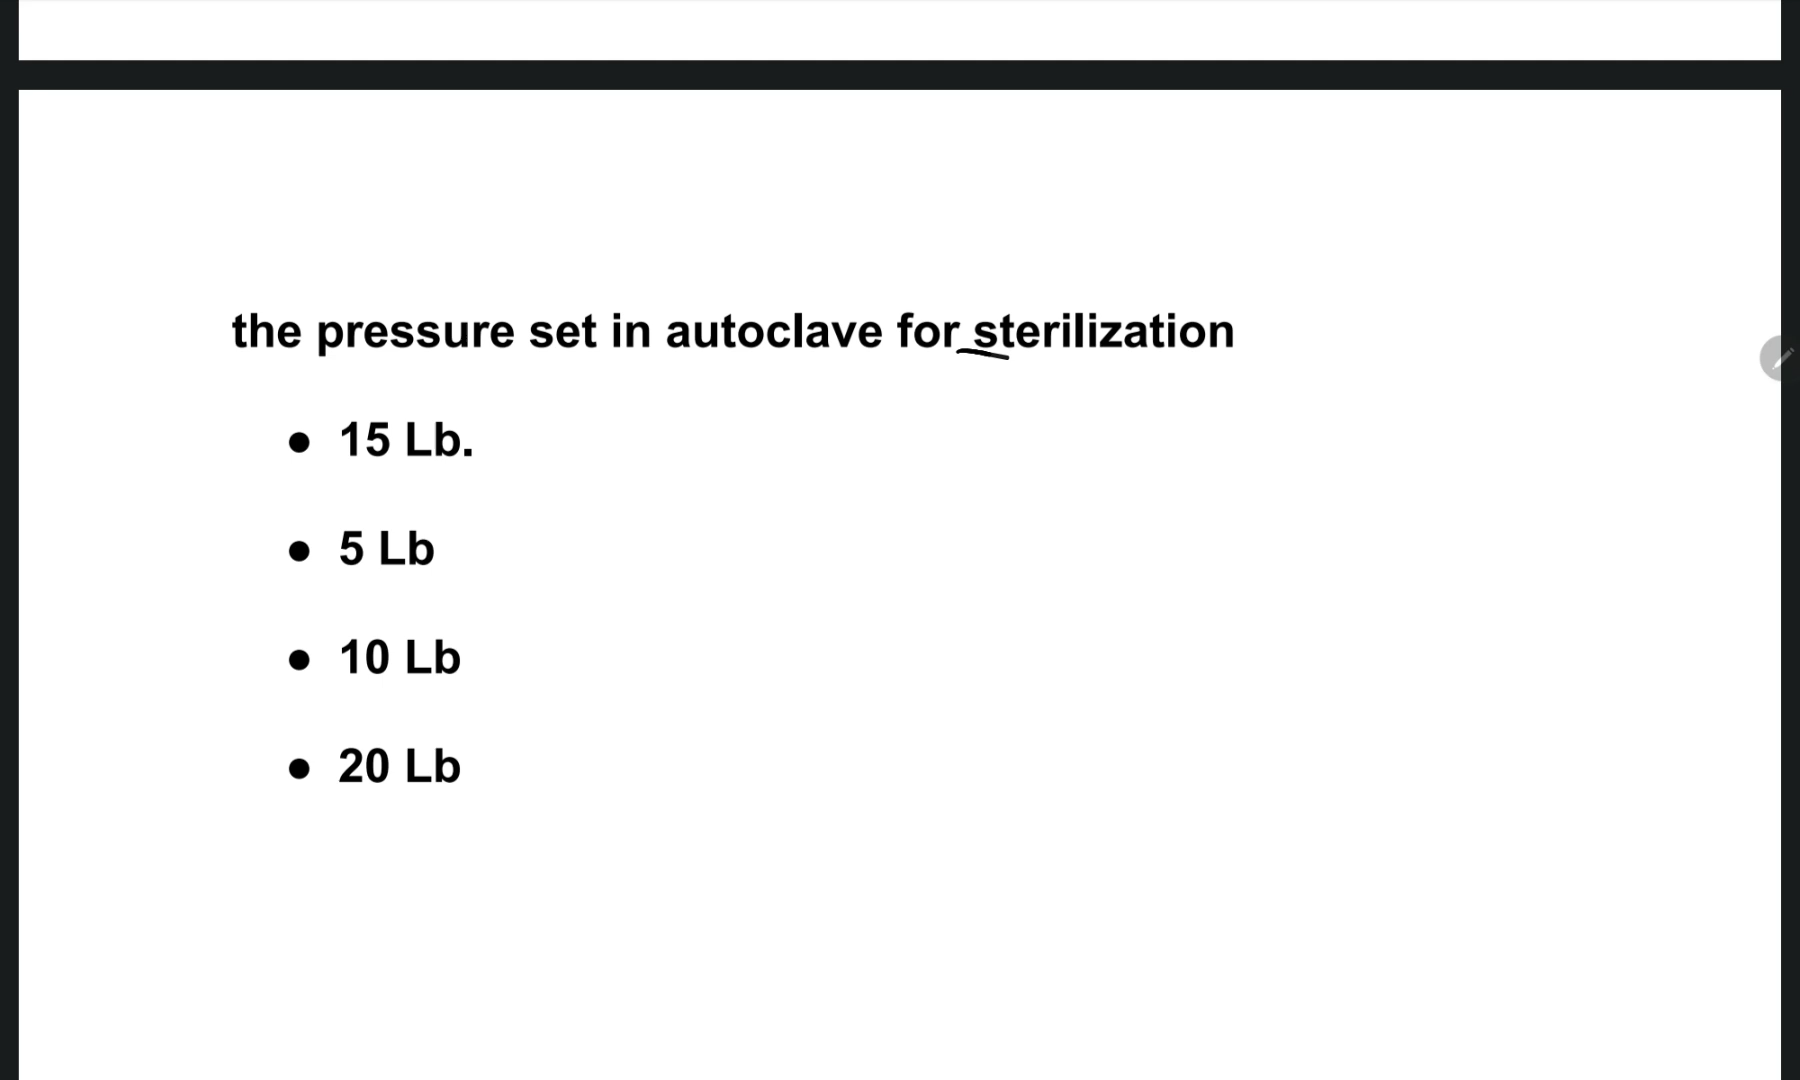 the pressure set in autoclave for sterilization
● 15 Lb.
● 5 Lb
● 10 Lb
● 20 Lb